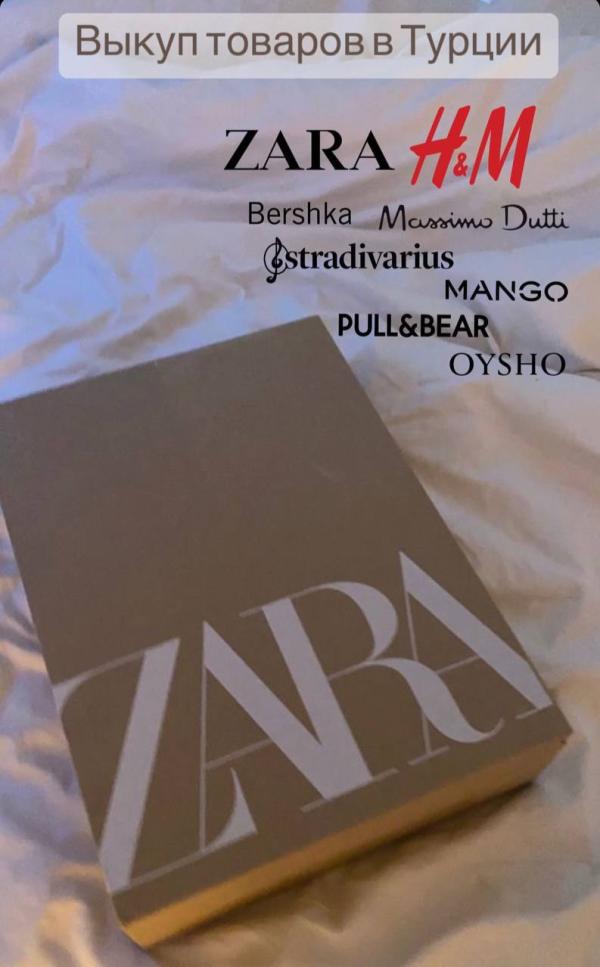 Выкуп товаров в Турции
ZARA H&M
Bershka Massimo Dutti
stradivarius
MANGO
PULL&BEAR
OYSHO
ZARA